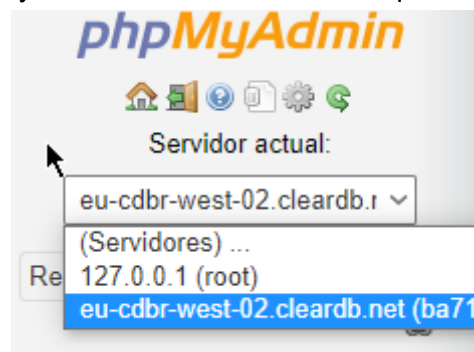 phpMyAdmin
Servidor actual:
eu-cdbr-west-02.cleardb.
(Servidores) ...
Re 127.0.0.1 (root)
eu-cdbr-west-02.cleardb.net (ba71